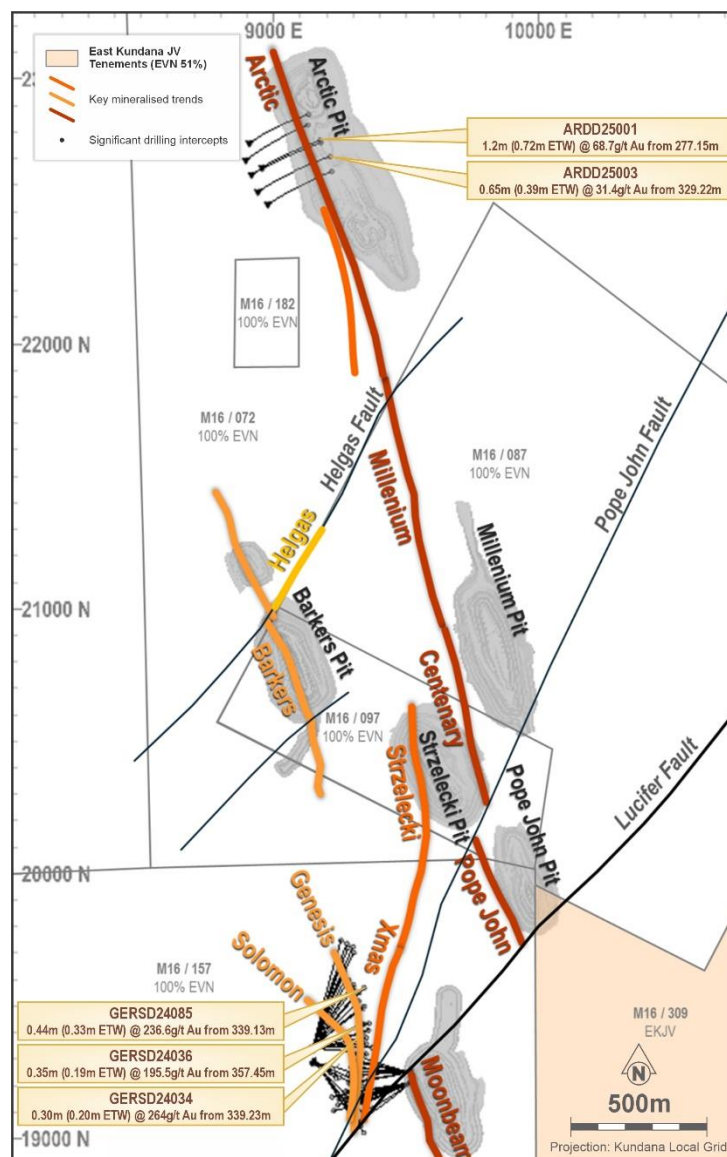 9000 E
10000 E
East Kundana JV
Tenements (EVN 51%)
Key mineralised trends
Significant drilling intercepts
Arctic
Arctic Pit
ARDD25001
1.2m (0.72m ETW) @ 68.7g/t Au from 277.15m
ARDD25003
0.65m (0.39m ETW) @ 31.4g/t Au from 329.22m
M16 / 182
100% EVN
22000 N
Helgas Fault
Pope John Fault
M16 / 072
100% EVN
M16 / 087
100% EVN
Millenium
Helgas
Millenium Pit
21000 N
Barkers Pit
Barkers
Centenary
M16 / 097
100% EVN
Strzelecki
Strzelecki Pit
Pope John Pit
Lucifer Fault
20000 N
Pope John
Genesis
Xmas
Solomon
M16 / 157
100% EVN
GERSD24085
0.44m (0.33m ETW) @ 236.6g/t Au from 339.13m
GERSD24036
0.35m (0.19m ETW) @ 195.5g/t Au from 357.45m
GERSD24034
0.30m (0.20m ETW) @ 264g/t Au from 339.23m
M16 / 309
EKJV
Moonbeam
N
500m
19000 N
Projection: Kundana Local Grid